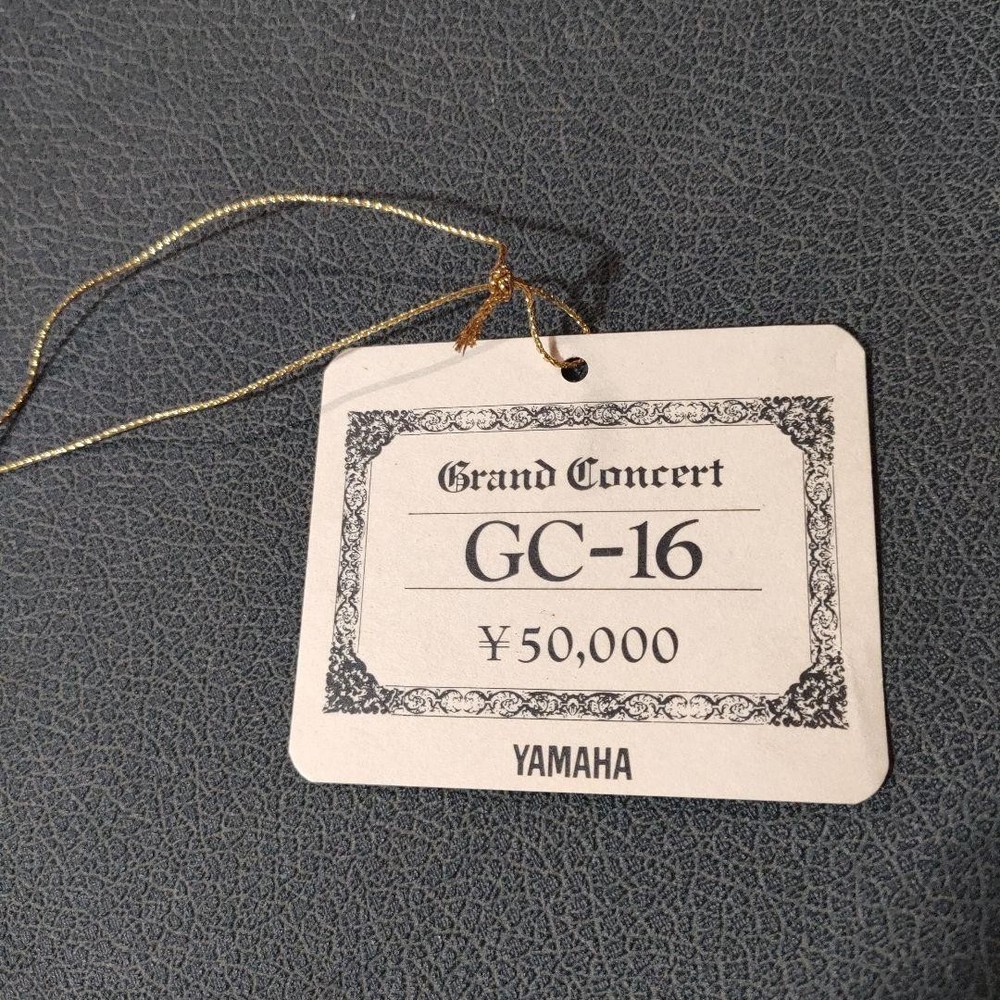 Grand Concert
GC-16
¥50,000
YAMAHA